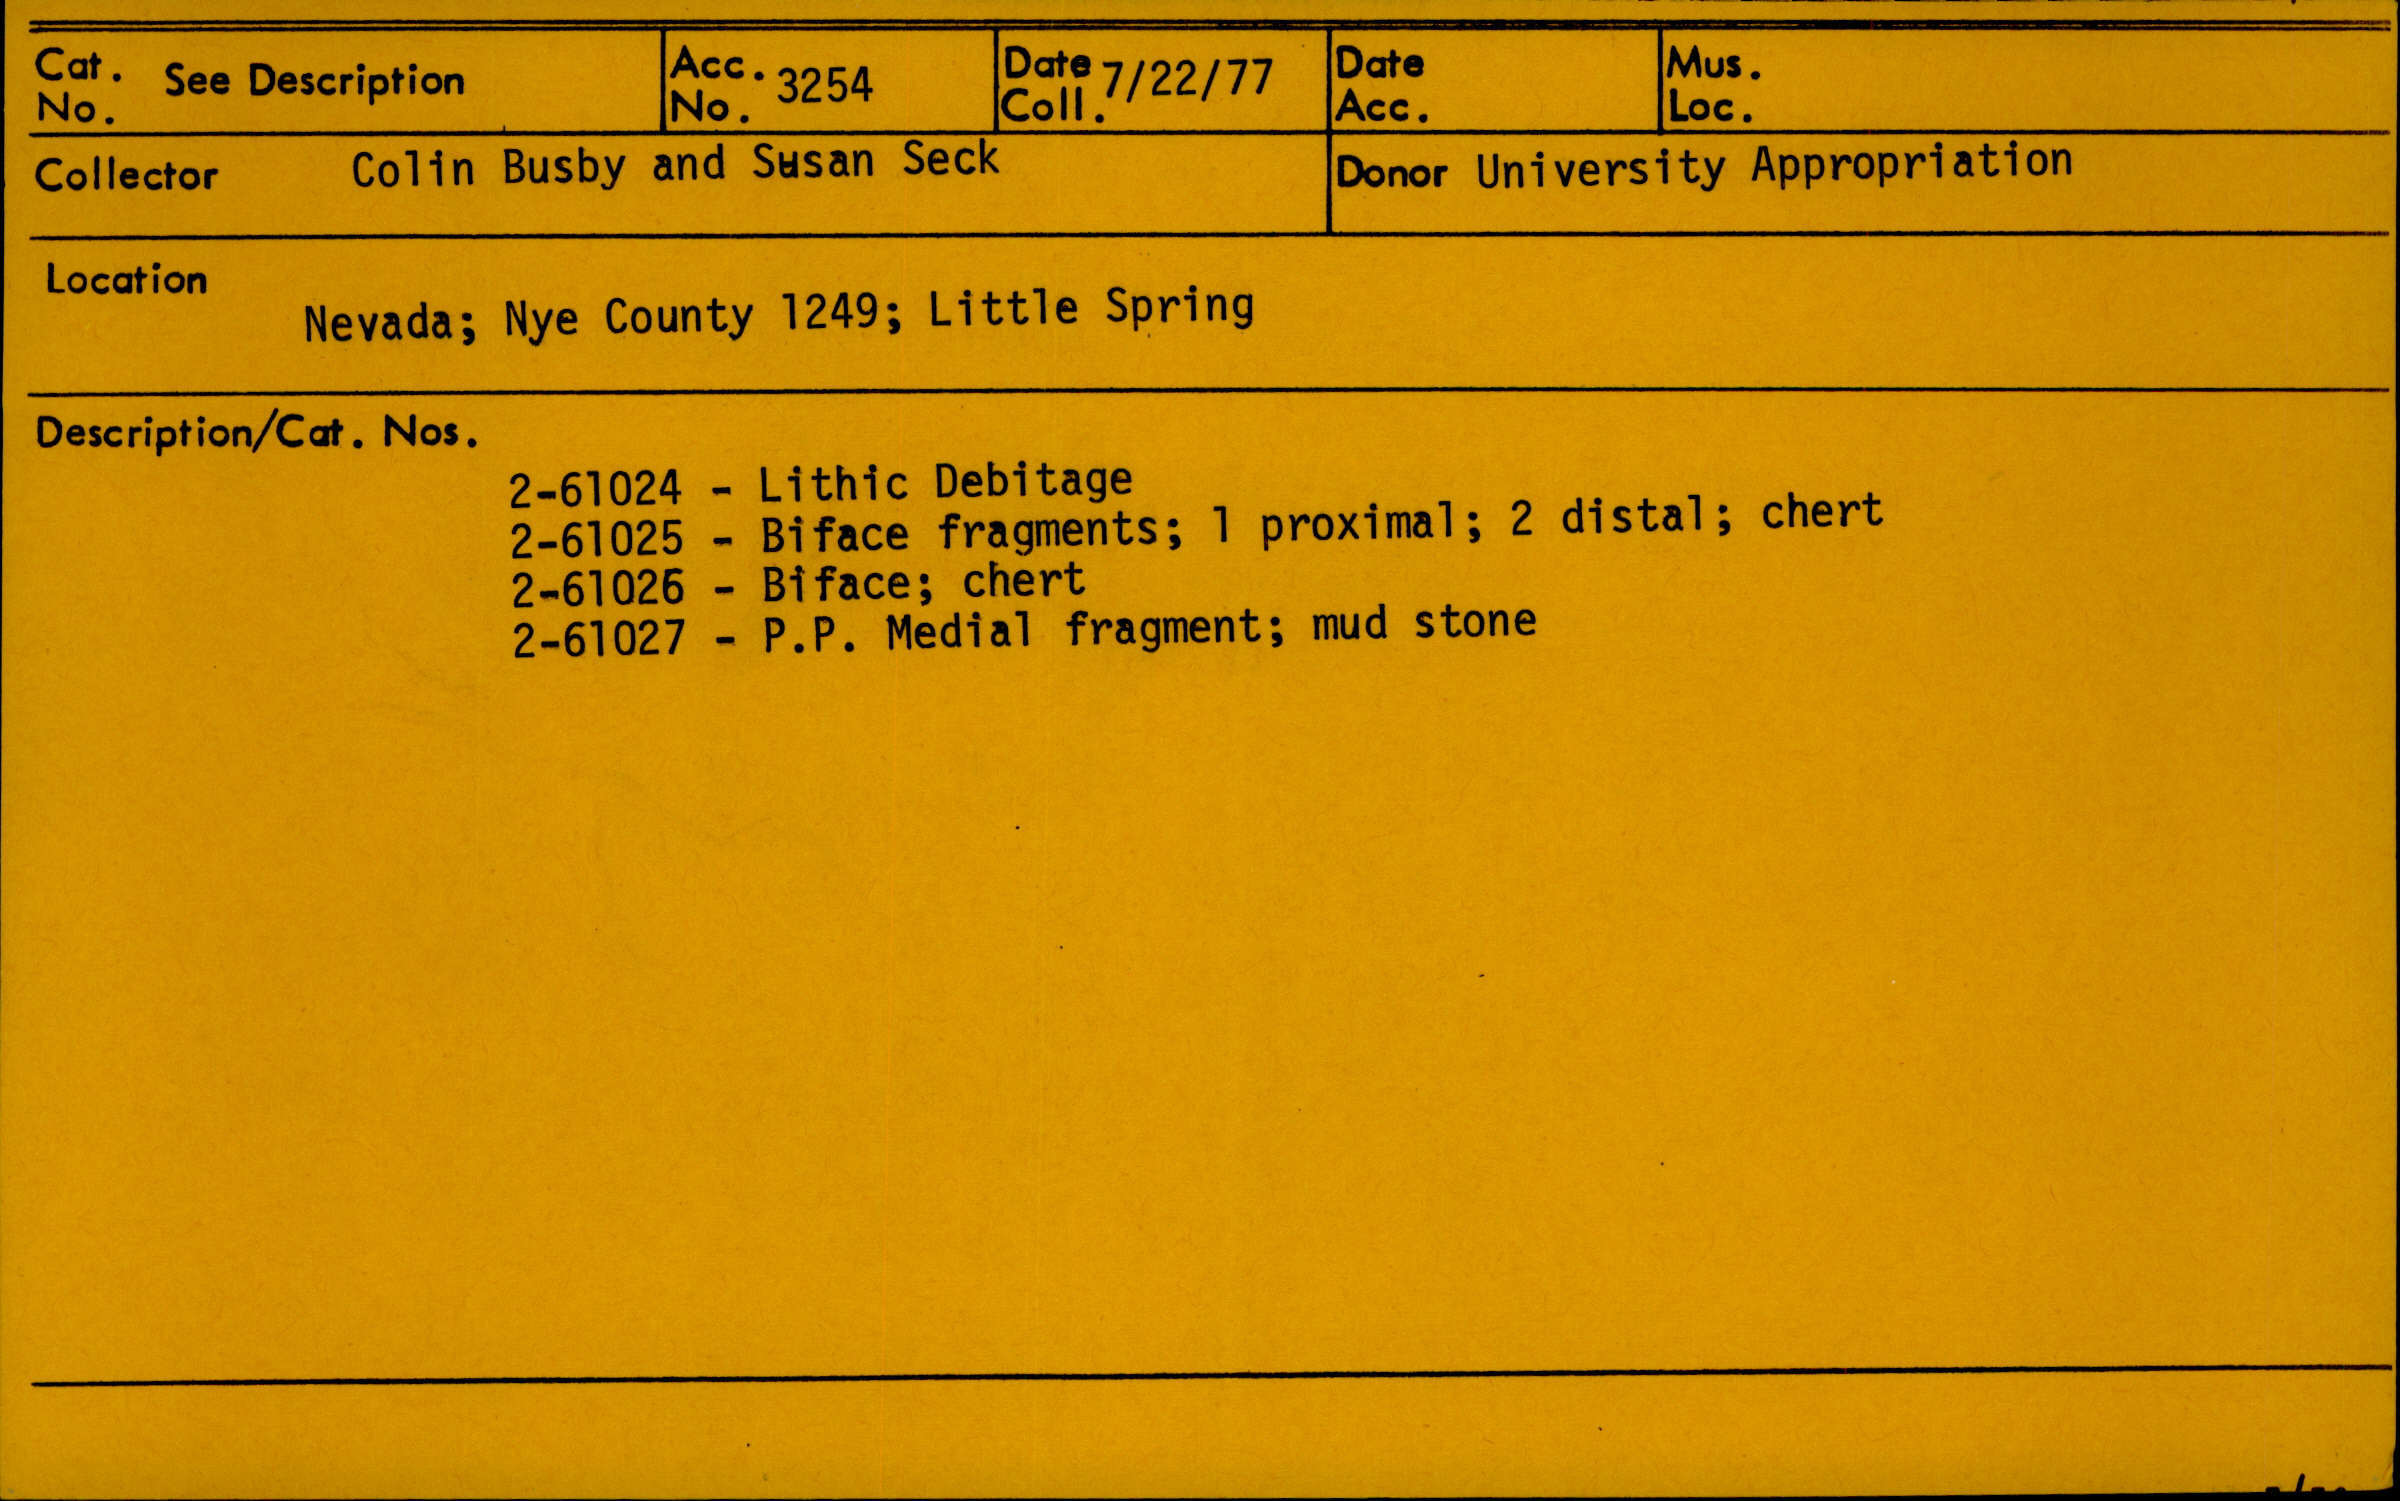 Cat. No. See Description Acc. No. 3254 Date Coll. 7/22/77 Date Acc. Mus. Loc.
Collector Colin Busby and Susan Seck Donor University Appropriation
Location
Nevada; Nye County 1249; Little Spring
Description/Cat. Nos.
2-61024 - Lithic Debitage
2-61025 - Biface fragments; 1 proximal; 2 distal; chert
2-61026 - Biface; chert
2-61027 - P.P. Medial fragment; mud stone